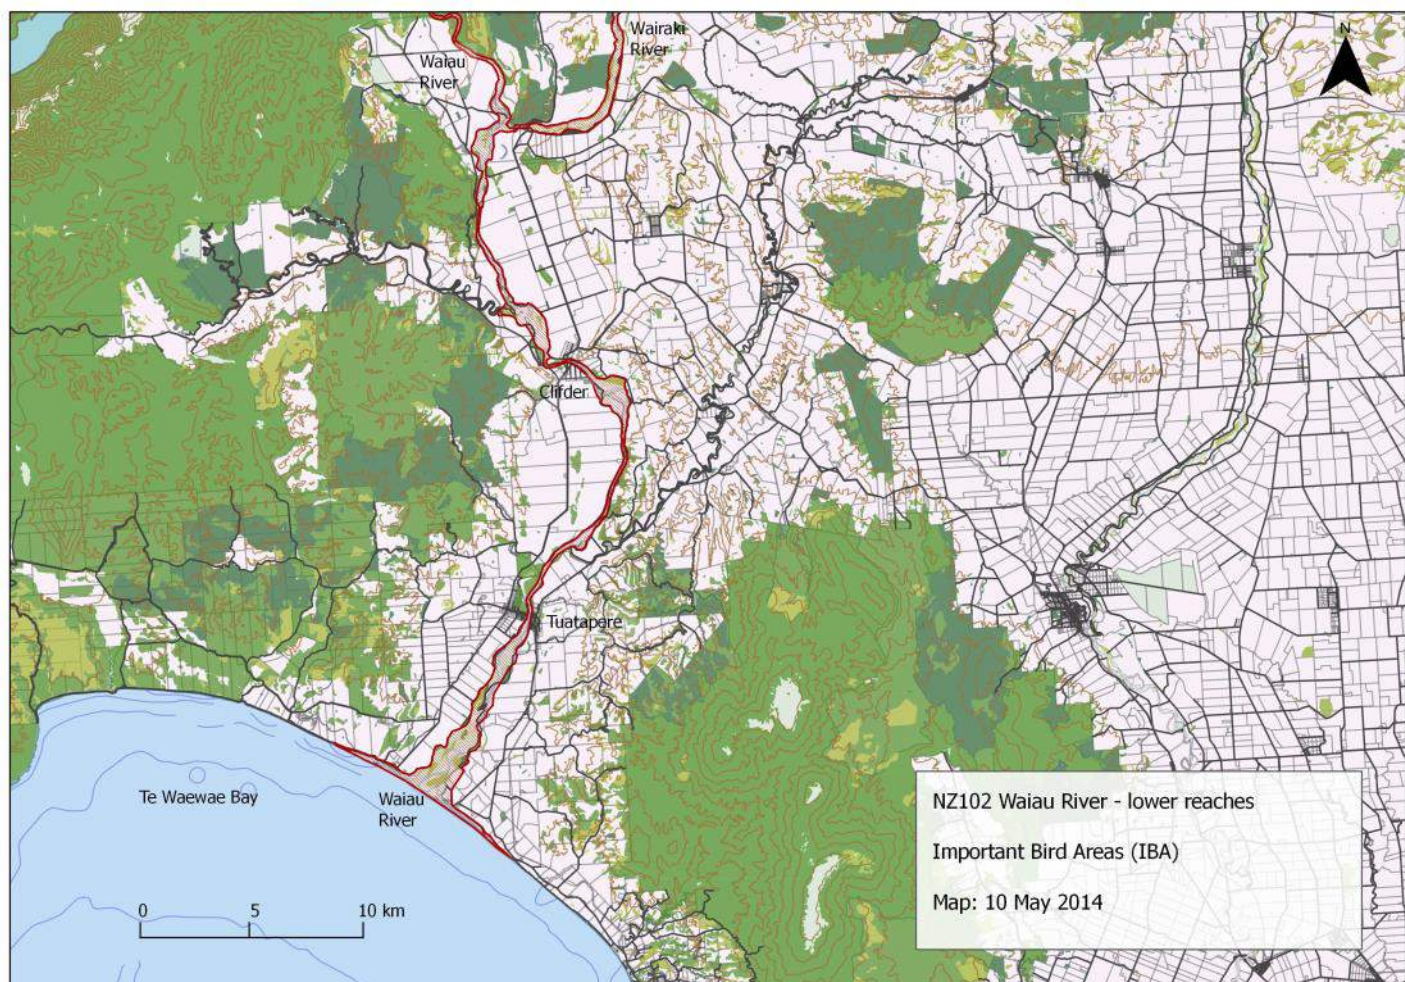 Wairaki
River
Waiau
River
N
Clifder
Tuatapere
Te Waewae Bay
Waiau
River
0 5 10 km
NZ102 Waiau River - lower reaches
Important Bird Areas (IBA)
Map: 10 May 2014